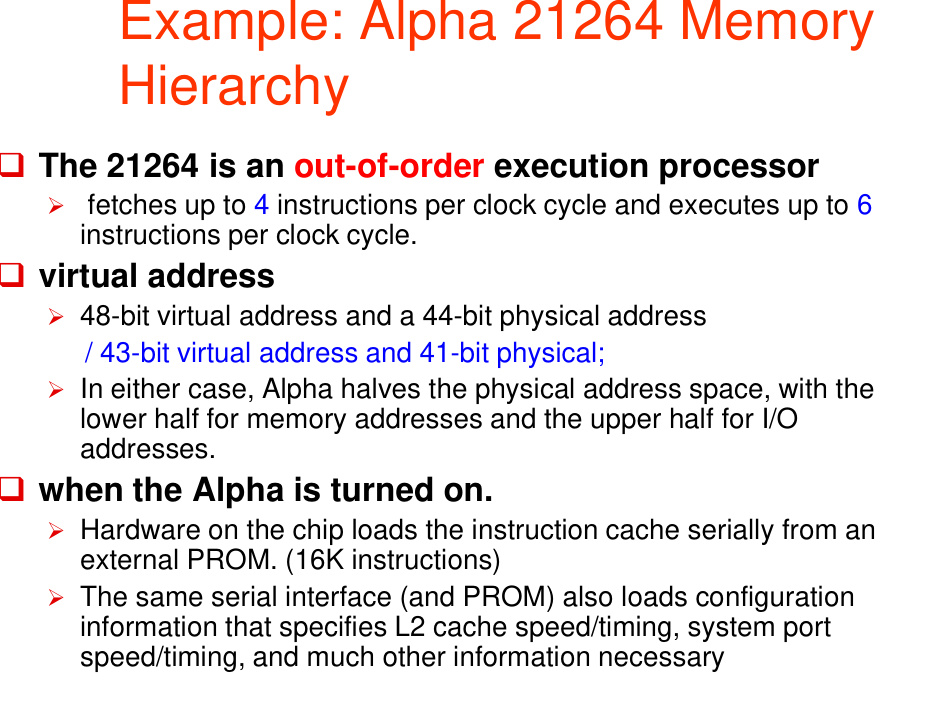 Example: Alpha 21264 Memory
Hierarchy
The 21264 is an out-of-order execution processor
fetches up to 4 instructions per clock cycle and executes up to 6
instructions per clock cycle.
virtual address
48-bit virtual address and a 44-bit physical address
/ 43-bit virtual address and 41-bit physical;
In either case, Alpha halves the physical address space, with the
lower half for memory addresses and the upper half for I/O
addresses.
when the Alpha is turned on.
Hardware on the chip loads the instruction cache serially from an
external PROM. (16K instructions)
The same serial interface (and PROM) also loads configuration
information that specifies L2 cache speed/timing, system port
speed/timing, and much other information necessary